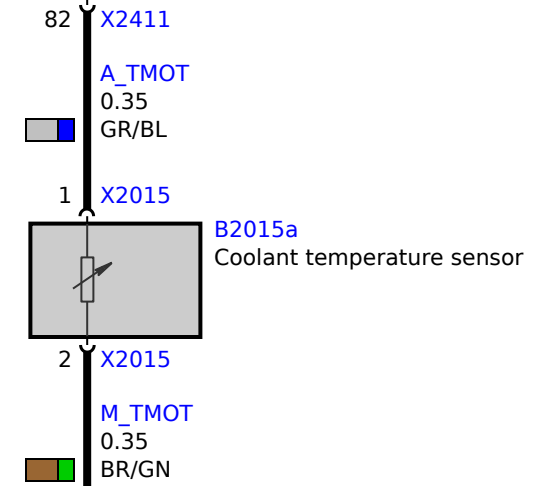 82 X2411
A_TMOT
0.35
GR/BL
1 X2015
B2015a
Coolant temperature sensor
2 X2015
M_TMOT
0.35
BR/GN